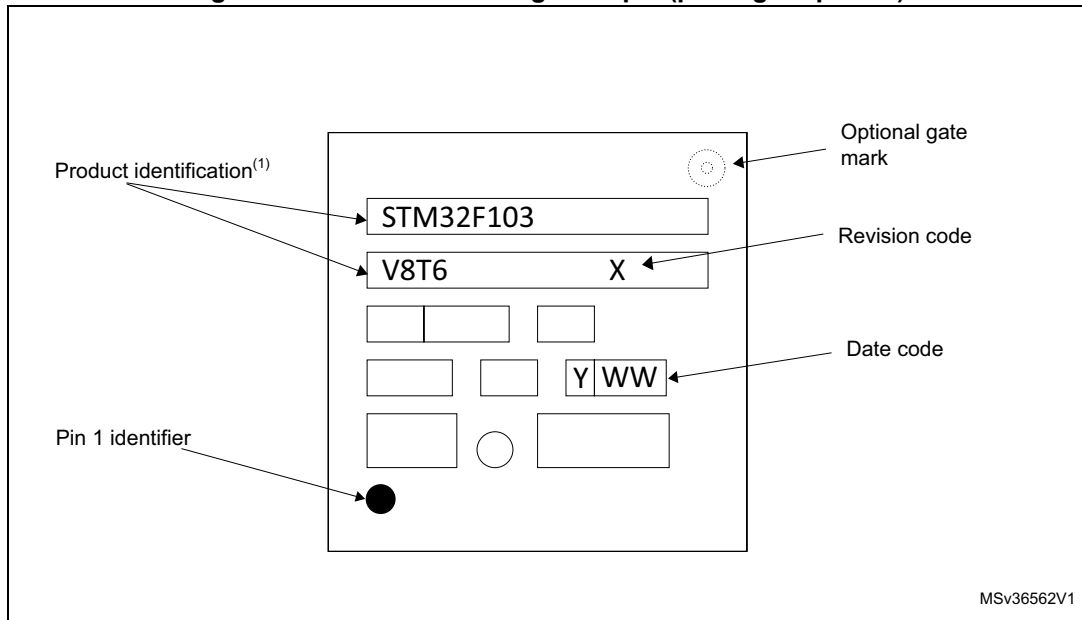 Optional gate
mark
Product identification(1)
STM32F103
Revision code
V8T6 X
Date code
Y WW
Pin 1 identifier
MSv36562V1